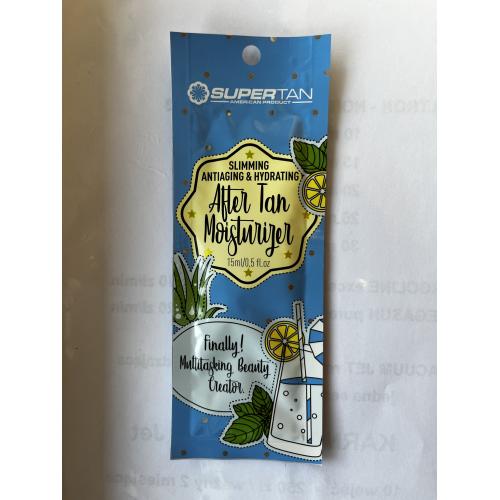 SUPERTAN
AMERICAN PRODUCT
SLIMMING
ANTIAGING & HYDRATING
After Tan
Moisturizer
15ml/0,5 fl.oz
Finally!
Multitasking Beauty
Creator.